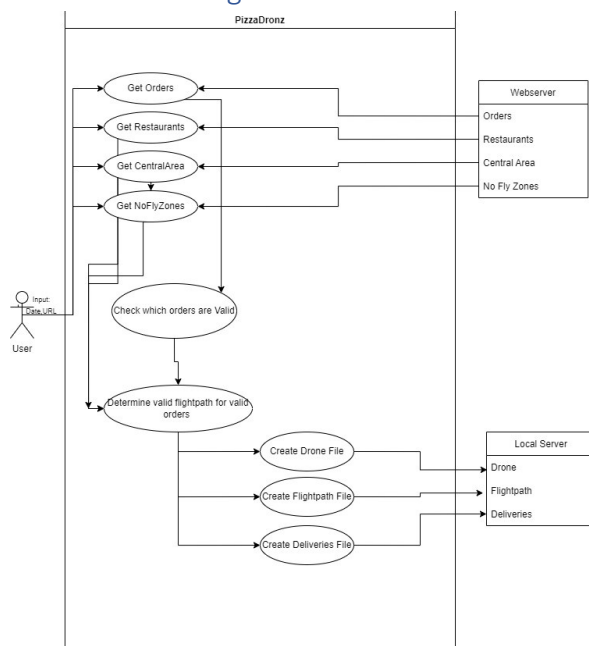 PizzaDronz
Get Orders
Get Restaurants
Get CentralArea
Get NoFlyZones
Webserver
Orders
Restaurants
Central Area
No Fly Zones
Input:
Date,URL
User
Check which orders are Valid
Determine valid flightpath for valid
orders
Create Drone File
Create Flightpath File
Create Deliveries File
Local Server
Drone
Flightpath
Deliveries